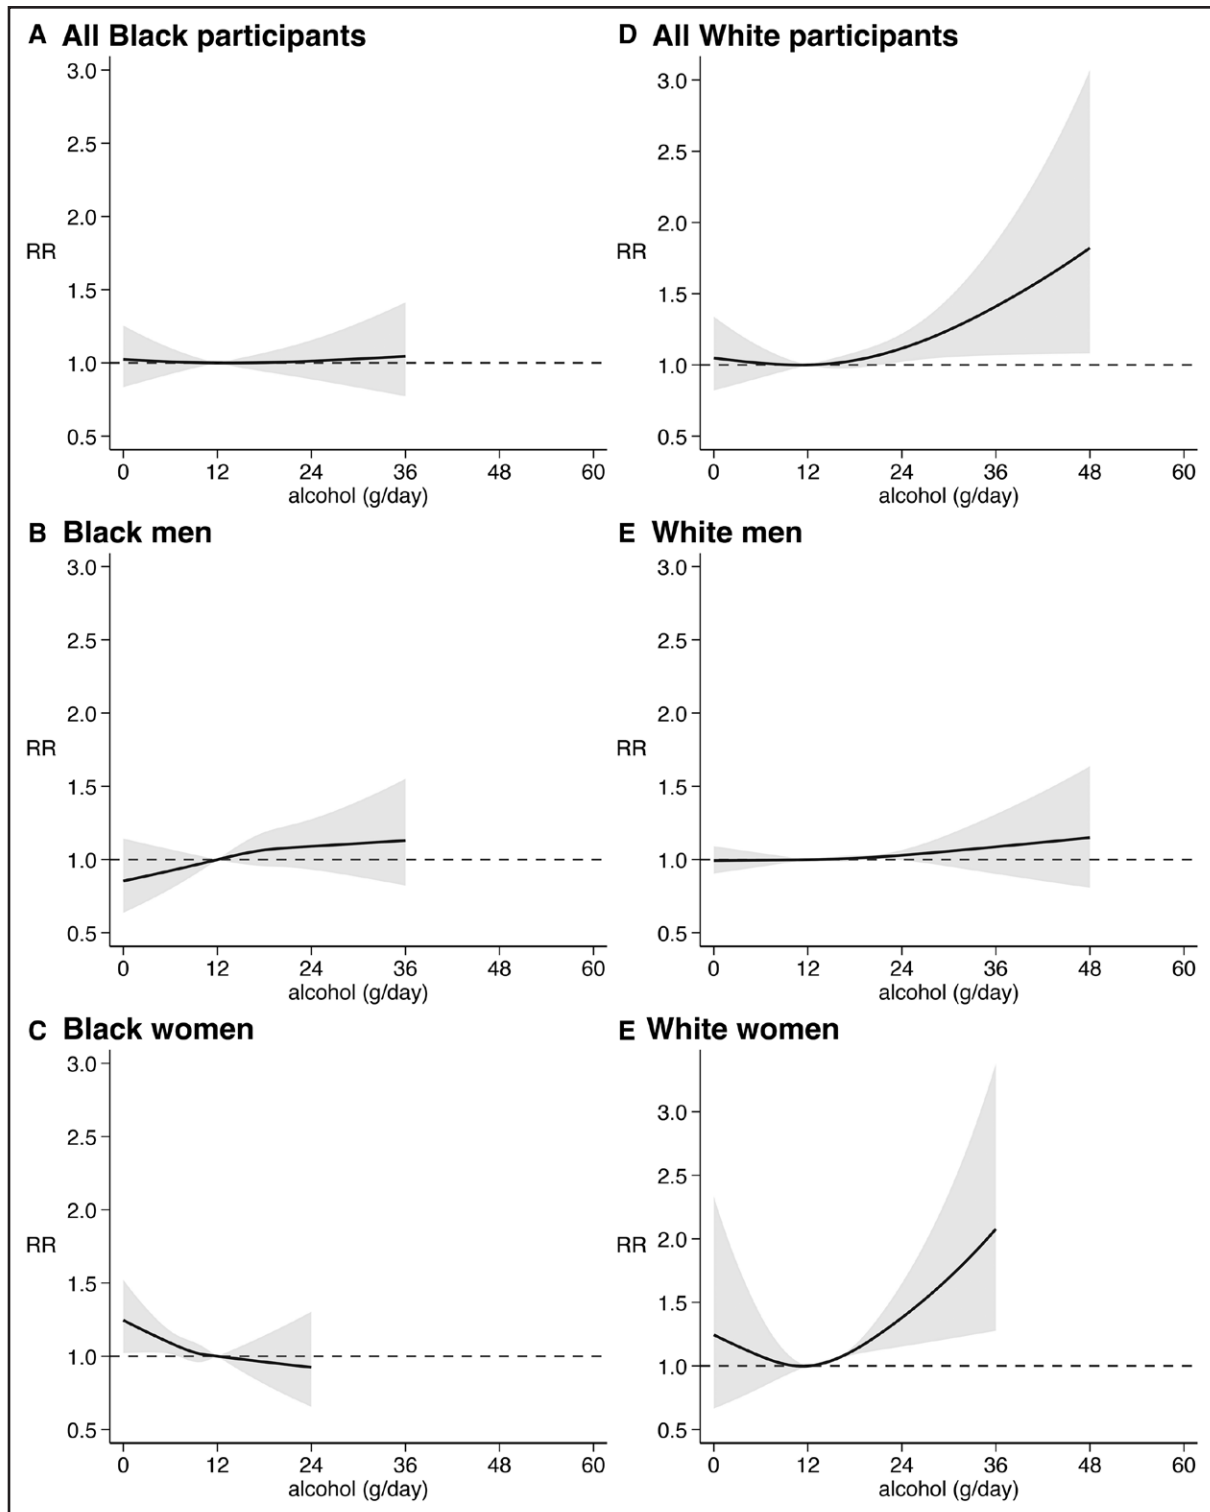 A All Black participants
3.0
2.5
2.0
RR
1.5
1.0
0.5
0 12 24 36 48 60
alcohol (g/day)
D All White participants
3.0
2.5
2.0
RR
1.5
1.0
0.5
0 12 24 36 48 60
alcohol (g/day)
B Black men
3.0
2.5
2.0
RR
1.5
1.0
0.5
0 12 24 36 48 60
alcohol (g/day)
E White men
3.0
2.5
2.0
RR
1.5
1.0
0.5
0 12 24 36 48 60
alcohol (g/day)
C Black women
3.0
2.5
2.0
RR
1.5
1.0
0.5
0 12 24 36 48 60
alcohol (g/day)
E White women
3.0
2.5
2.0
RR
1.5
1.0
0.5
0 12 24 36 48 60
alcohol (g/day)